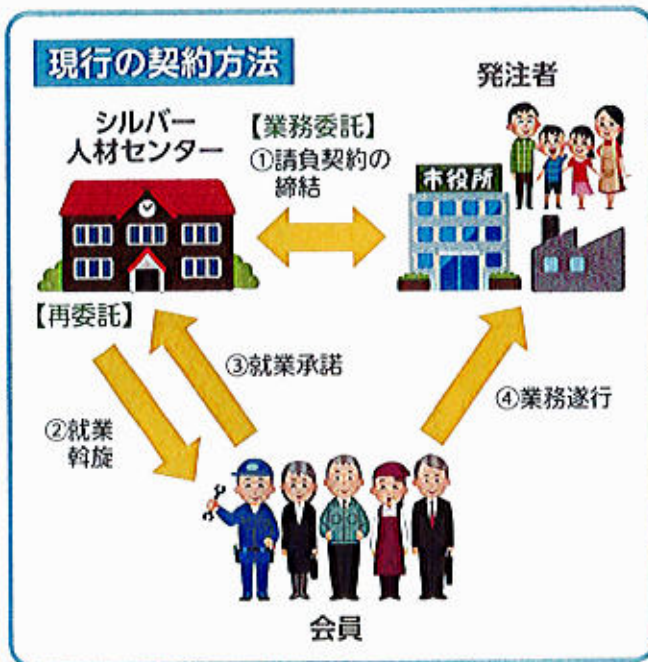 現行の契約方法
発注者
シルバー
人材センター
【業務委託】
①請負契約の
締結
市役所
【再委託】
③就業承諾
④業務遂行
②就業
斡旋
会員